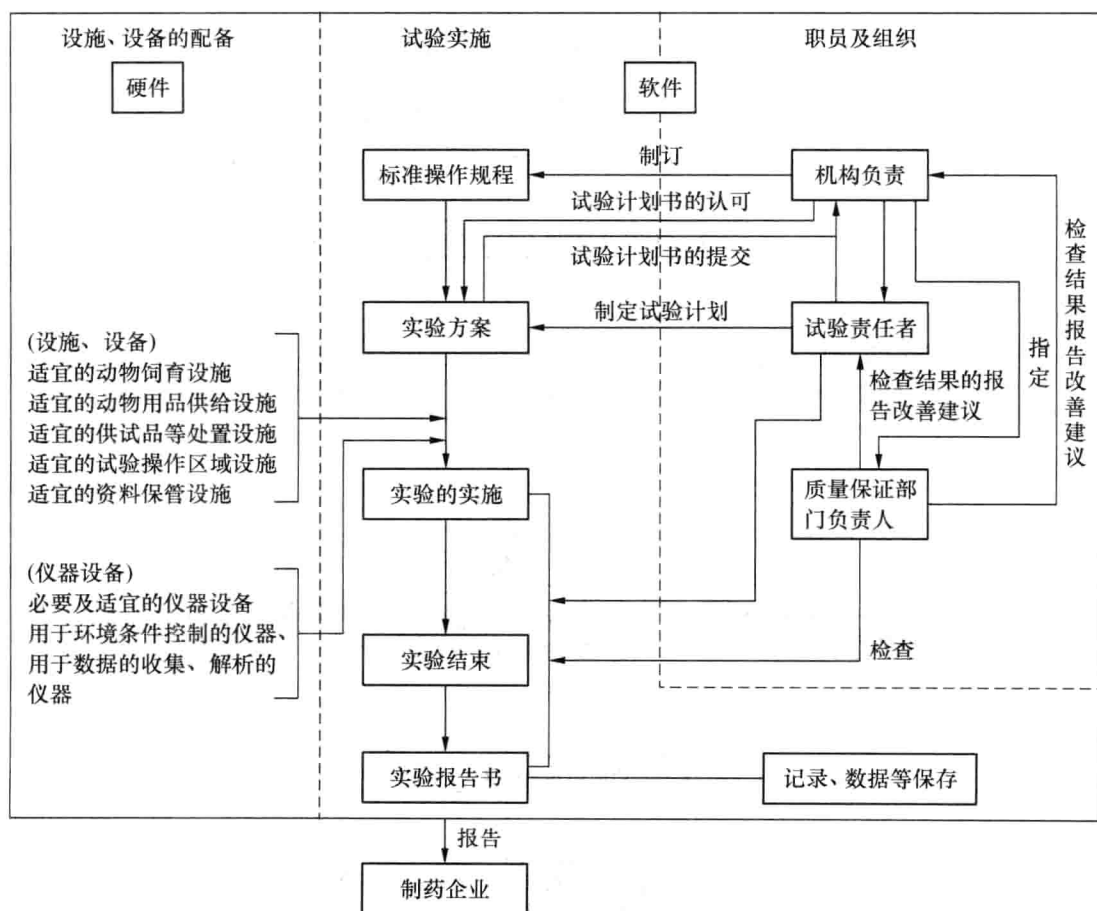 设施、设备的配备
试验实施
职员及组织
硬件
软件
标准操作规程
制订
机构负责
试验计划书的认可
试验计划书的提交
实验方案
制定试验计划
试验责任者
检查结果报告改善建议
指定
(设施、设备)
适宜的动物饲育设施
适宜的动物用品供给设施
适宜的供试品等处置设施
适宜的试验操作区域设施
适宜的资料保管设施
检查结果的报
告改善建议
实验的实施
质量保证部
门负责人
(仪器设备)
必要及适宜的仪器设备
用于环境条件控制的仪器、
用于数据的收集、解析的
仪器
实验结束
检查
实验报告书
记录、数据等保存
报告
制药企业